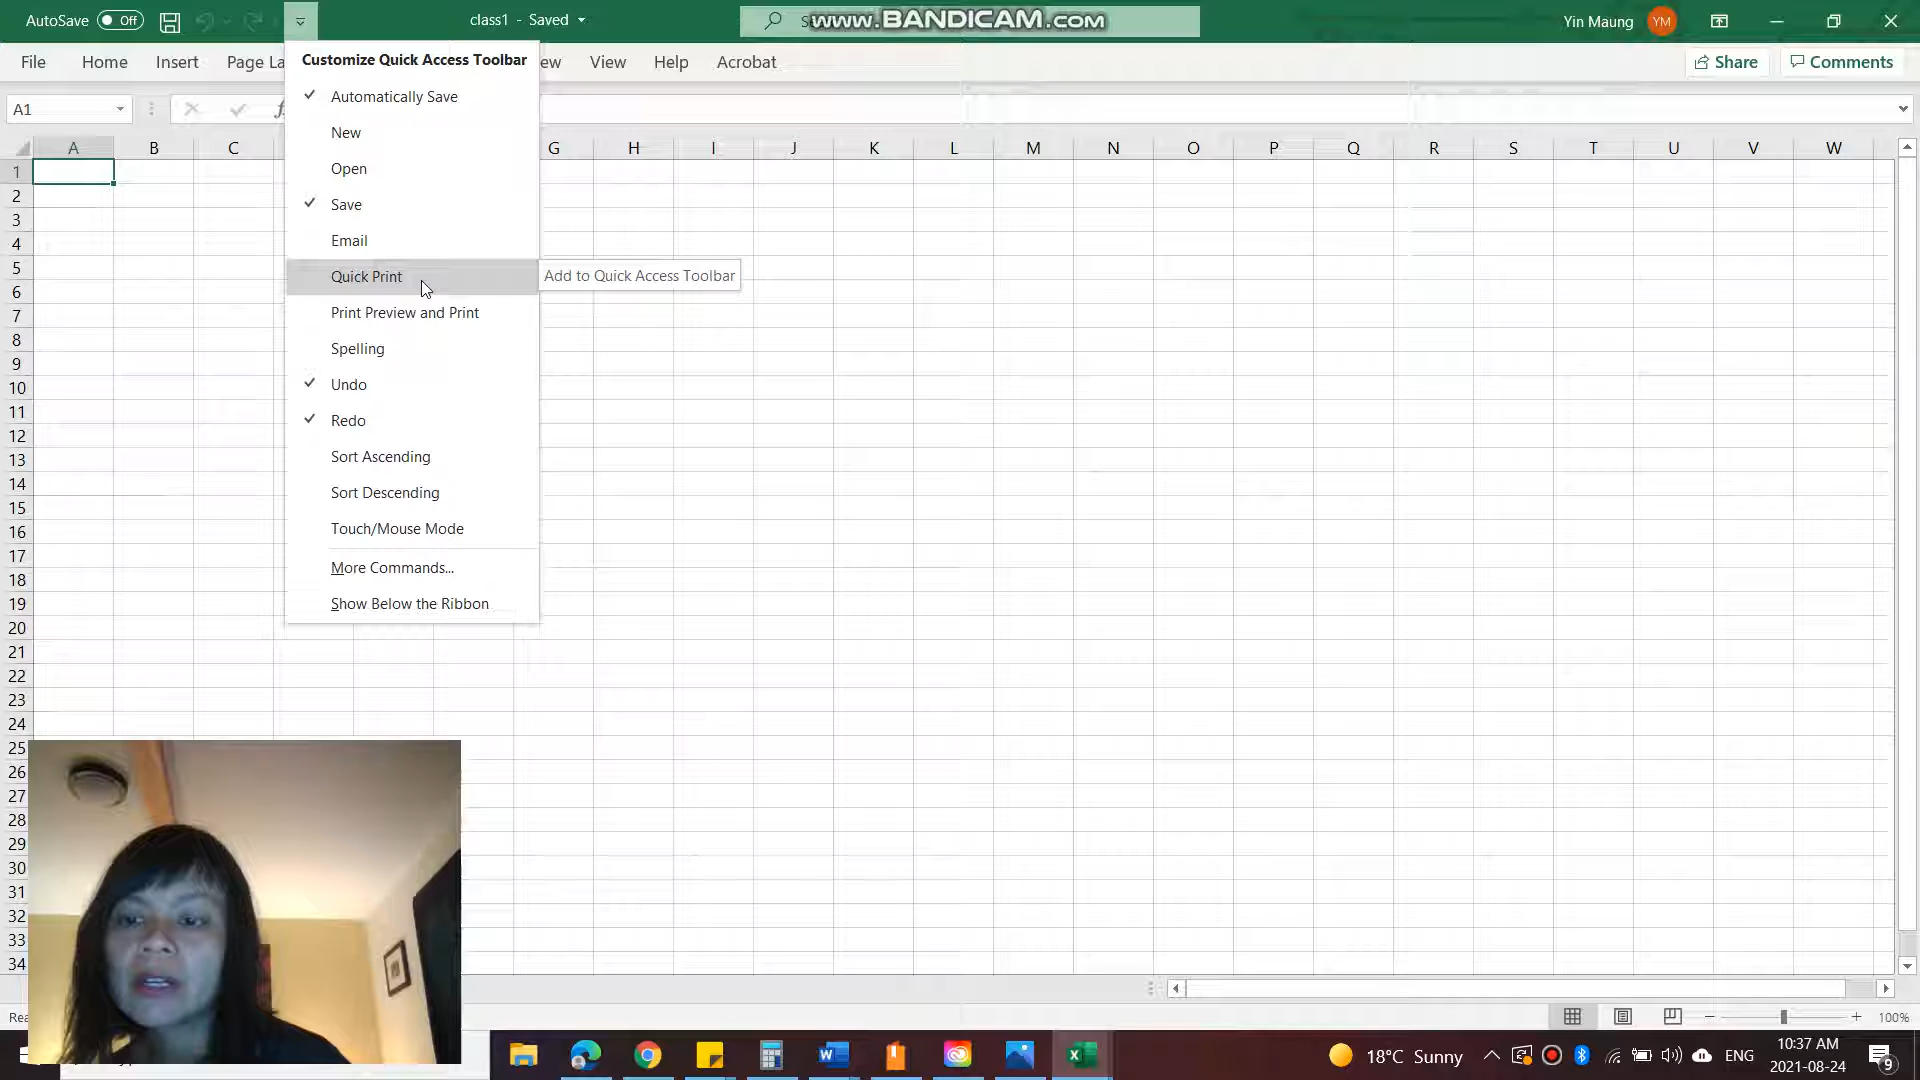 AutoSave Off
class1 - Saved
WWW.BANDICAM.COM
Yin Maung YM
File Home Insert Page La
View Help Acrobat
Share Comments
Customize Quick Access Toolbar
Automatically Save
New
Open
Save
Email
Quick Print
Add to Quick Access Toolbar
Print Preview and Print
Spelling
Undo
Redo
Sort Ascending
Sort Descending
Touch/Mouse Mode
More Commands...
Show Below the Ribbon
A1
A B C G H I J K L M N O P Q R S T U V W
1
2
3
4
5
6
7
8
9
10
11
12
13
14
15
16
17
18
19
20
21
22
23
24
25
26
27
28
29
30
31
32
33
34
100%
18°C Sunny
ENG
10:37 AM
2021-08-24
9